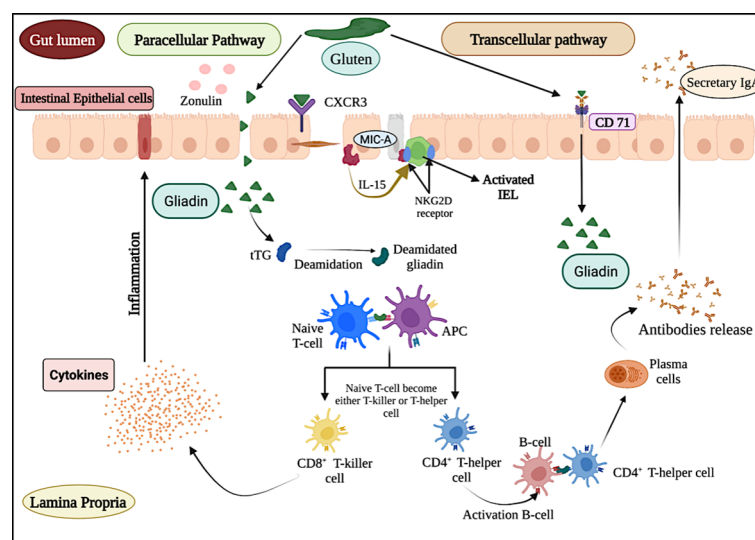 Gut lumen
Paracellular Pathway
Gluten
Transcellular pathway
Secretary IgA
Intestinal Epithelial cells
Zonulin
CXCR3
CD 71
MIC-A
IL-15
NKG2D
receptor
Activated
IEL
Gliadin
tTG
Deamidation
Deamidated
gliadin
Gliadin
Inflammation
Naive
T-cell
APC
Antibodies release
Cytokines
Naive T-cell become
either T-killer or T-helper
cell
Plasma
cells
CD8⁺ T-killer
cell
CD4⁺ T-helper
cell
B-cell
CD4⁺ T-helper cell
Activation B-cell
Lamina Propria